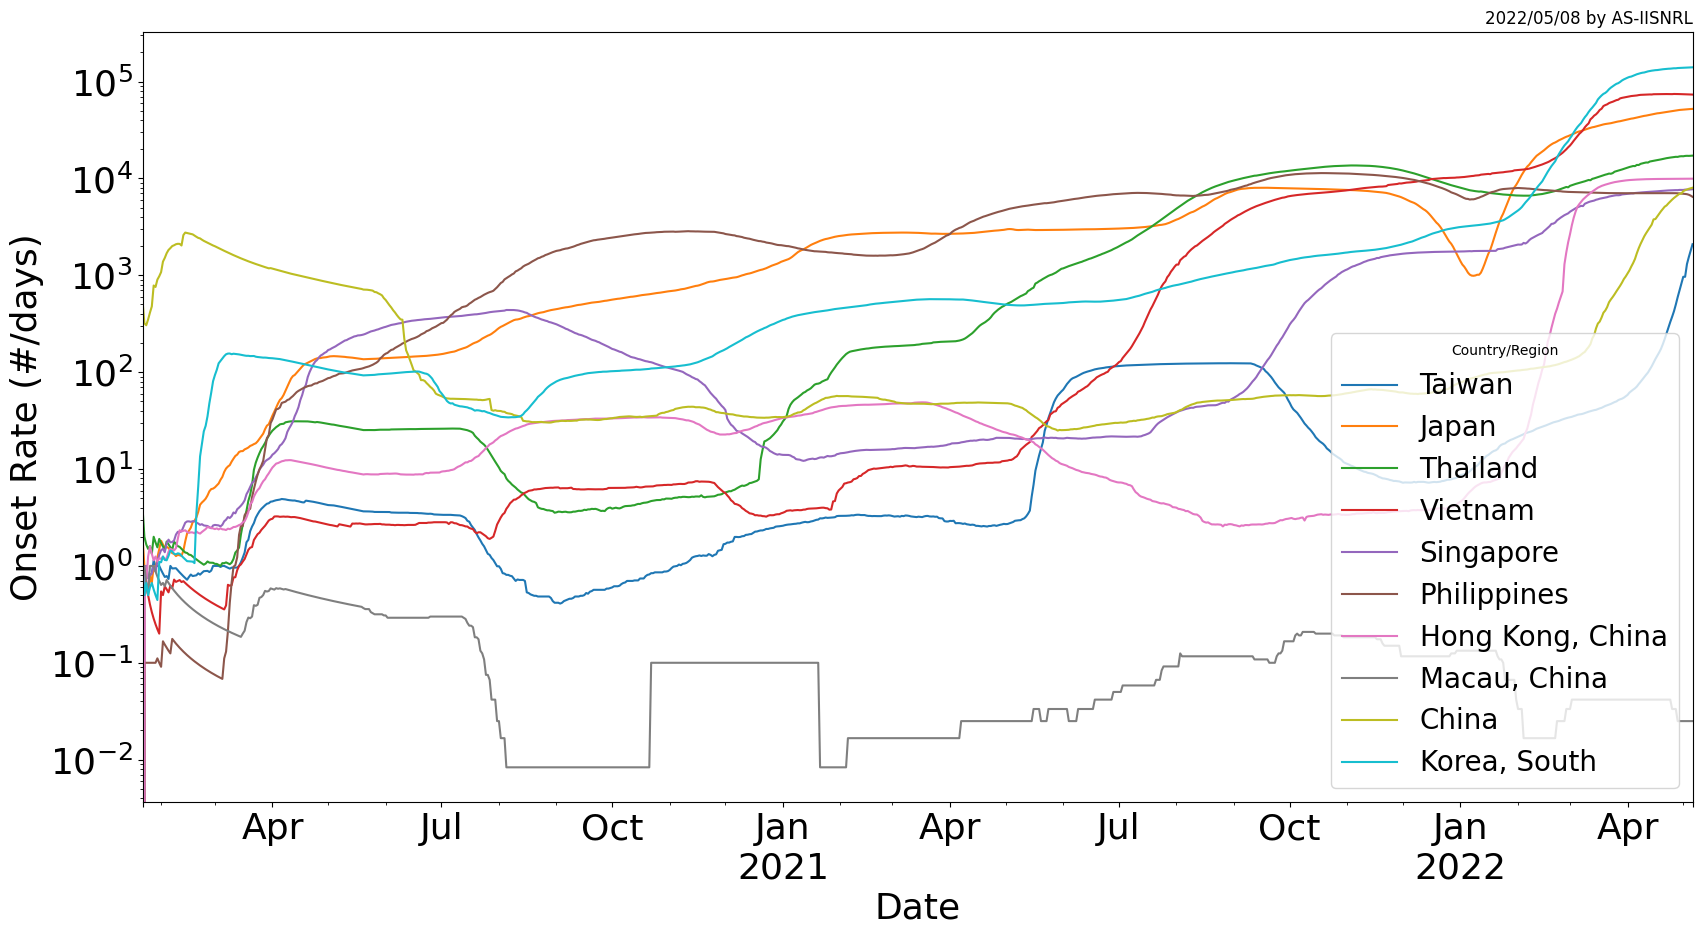 2022/05/08 by AS-IISNRL
Onset Rate (#/days)
10^5
10^4
10^3
10^2
10^1
10^0
10^−1
10^−2
Country/Region
Taiwan
Japan
Thailand
Vietnam
Singapore
Philippines
Hong Kong, China
Macau, China
China
Korea, South
Apr Jul Oct Jan Apr Jul Oct Jan Apr
2021 2022
Date